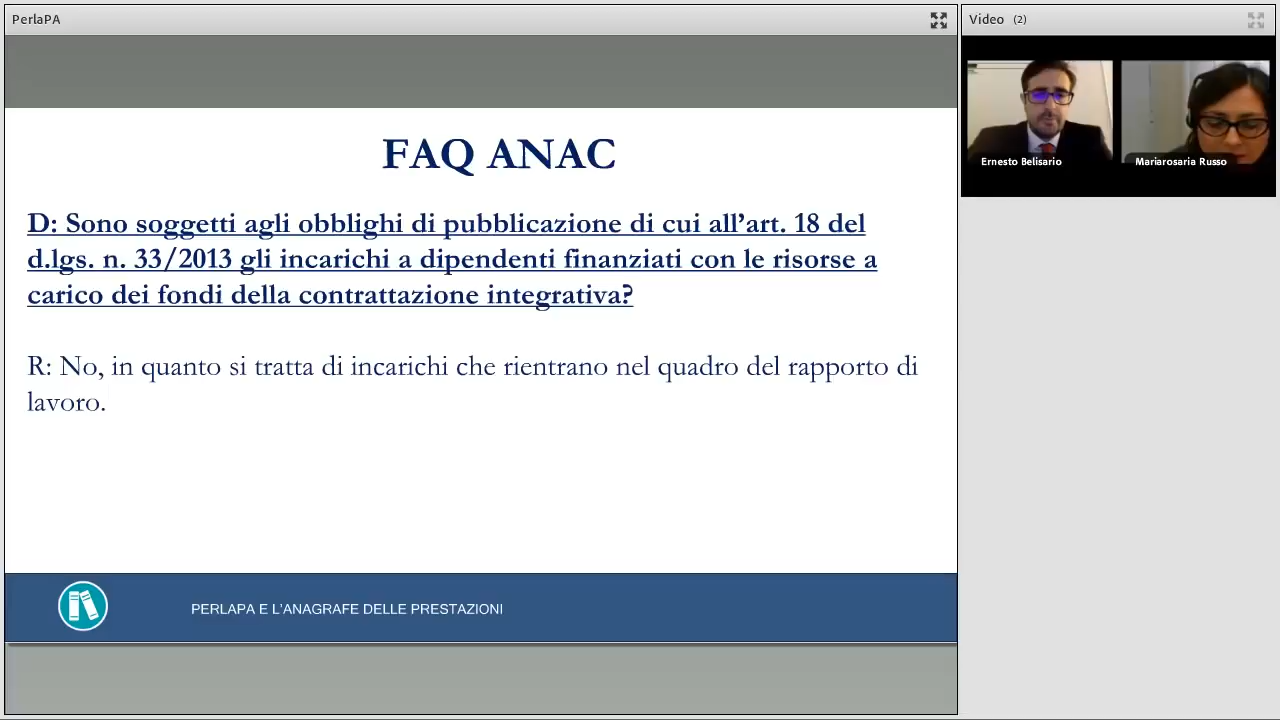 PerlaPA
Video (2)
Ernesto Belisario
Mariarosaria Russo
FAQ ANAC
D: Sono soggetti agli obblighi di pubblicazione di cui all’art. 18 del
d.lgs. n. 33/2013 gli incarichi a dipendenti finanziati con le risorse a
carico dei fondi della contrattazione integrativa?
R: No, in quanto si tratta di incarichi che rientrano nel quadro del rapporto di
lavoro.
PERLAPA E L’ANAGRAFE DELLE PRESTAZIONI